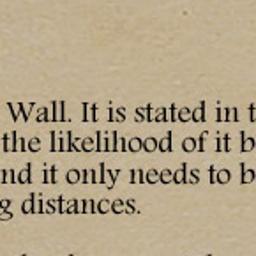 Wall. It is stated in t
the likelihood of it b
nd it only needs to b
g distances.